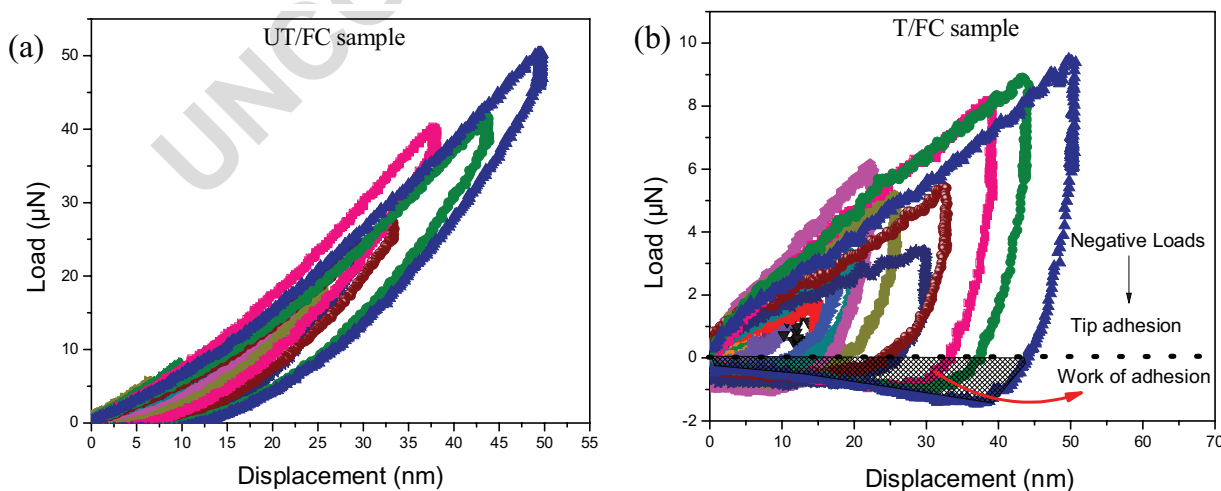 (a)
UT/FC sample
UNCO
Load (µN)
50
40
30
20
10
0
0 5 10 15 20 25 30 35 40 45 50 55
Displacement (nm)
(b)
T/FC sample
Load (µN)
10
8
6
4
2
0
-2
Negative Loads
Tip adhesion
Work of adhesion
0 10 20 30 40 50 60 70
Displacement (nm)